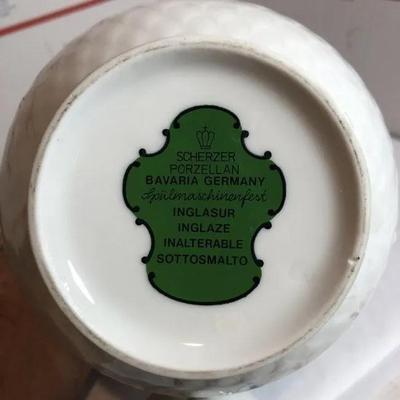 SCHERZER
PORZELLAN
BAVARIA GERMANY
Spülmaschinenfest
INGLASUR
INGLAZE
INALTERABLE
SOTTOSMALTO